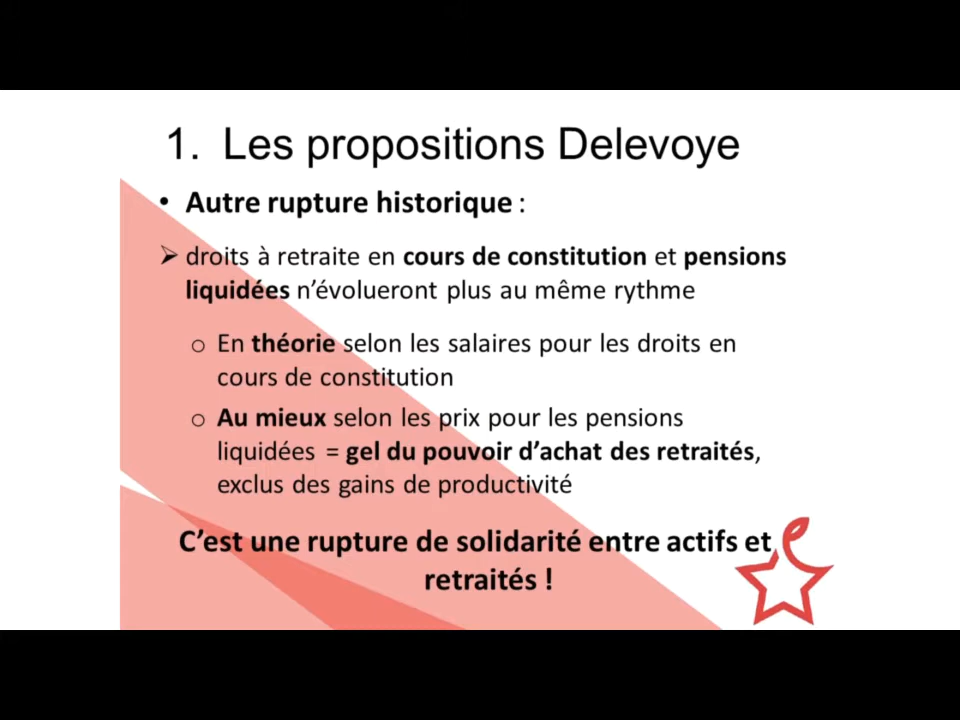 1. Les propositions Delevoye
• Autre rupture historique :
➢ droits à retraite en cours de constitution et pensions
liquidées n’évolueront plus au même rythme
o En théorie selon les salaires pour les droits en
cours de constitution
o Au mieux selon les prix pour les pensions
liquidées = gel du pouvoir d’achat des retraités,
exclus des gains de productivité
C’est une rupture de solidarité entre actifs et
retraités !